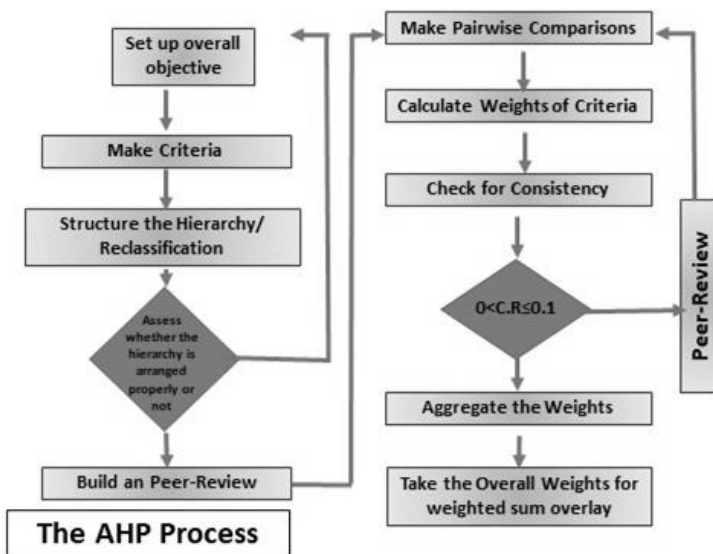 Set up overall
objective
Make Criteria
Structure the Hierarchy/
Reclassification
Assess
whether the
hierarchy is
arranged
properly or
not
Build an Peer-Review
The AHP Process
Make Pairwise Comparisons
Calculate Weights of Criteria
Check for Consistency
0<C.R≤0.1
Peer-Review
Aggregate the Weights
Take the Overall Weights for
weighted sum overlay